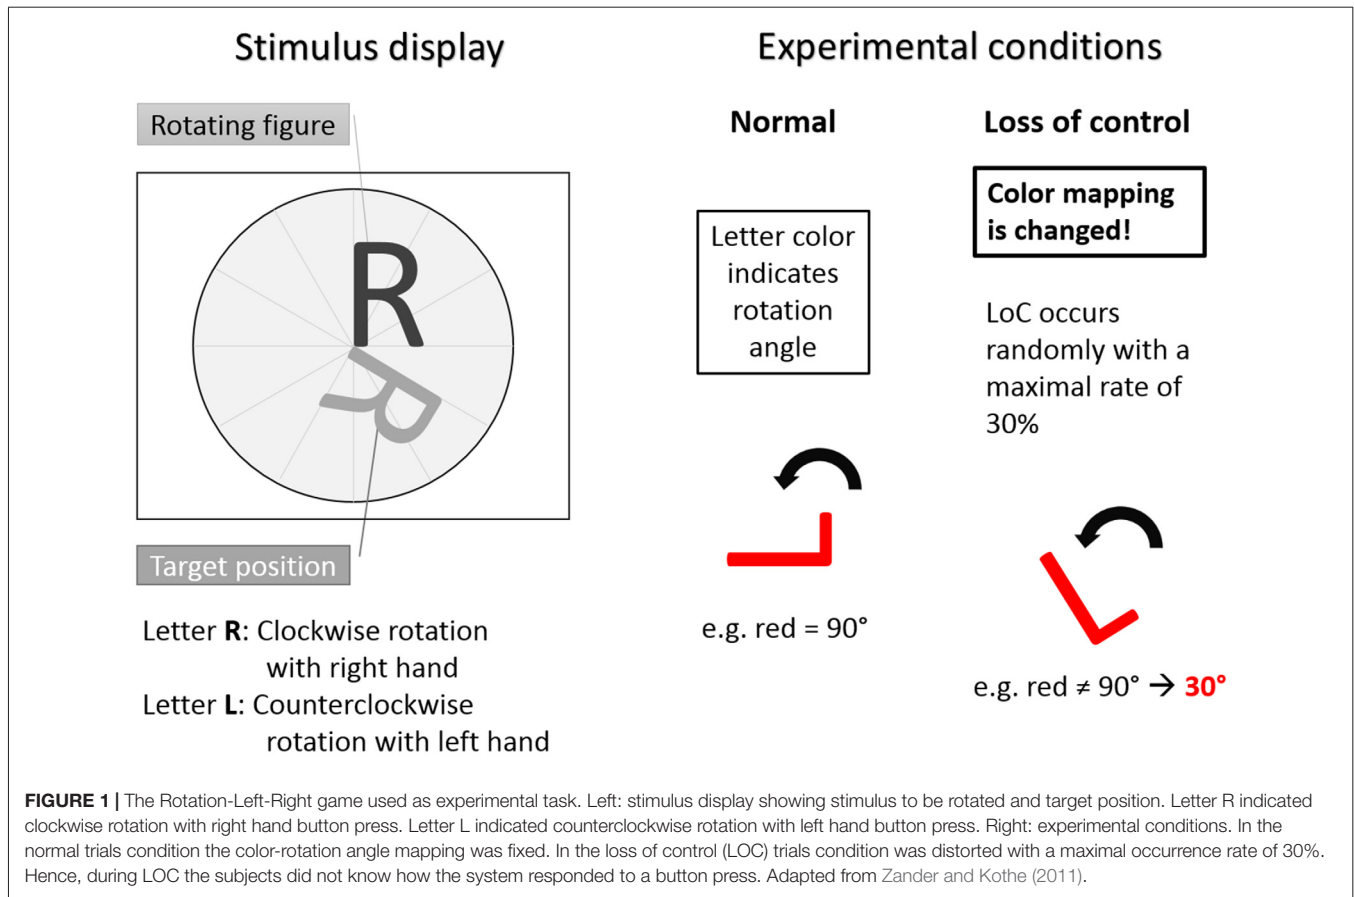 Stimulus display
Rotating figure
R
R
Target position
Letter R: Clockwise rotation
with right hand
Letter L: Counterclockwise
rotation with left hand
Experimental conditions
Normal
Letter color
indicates
rotation
angle
L
e.g. red = 90°
Loss of control
Color mapping
is changed!
LoC occurs
randomly with a
maximal rate of
30%
L
e.g. red ≠ 90° → 30°
FIGURE 1 | The Rotation-Left-Right game used as experimental task. Left: stimulus display showing stimulus to be rotated and target position. Letter R indicated
clockwise rotation with right hand button press. Letter L indicated counterclockwise rotation with left hand button press. Right: experimental conditions. In the
normal trials condition the color-rotation angle mapping was fixed. In the loss of control (LOC) trials condition was distorted with a maximal occurrence rate of 30%.
Hence, during LOC the subjects did not know how the system responded to a button press. Adapted from Zander and Kothe (2011).